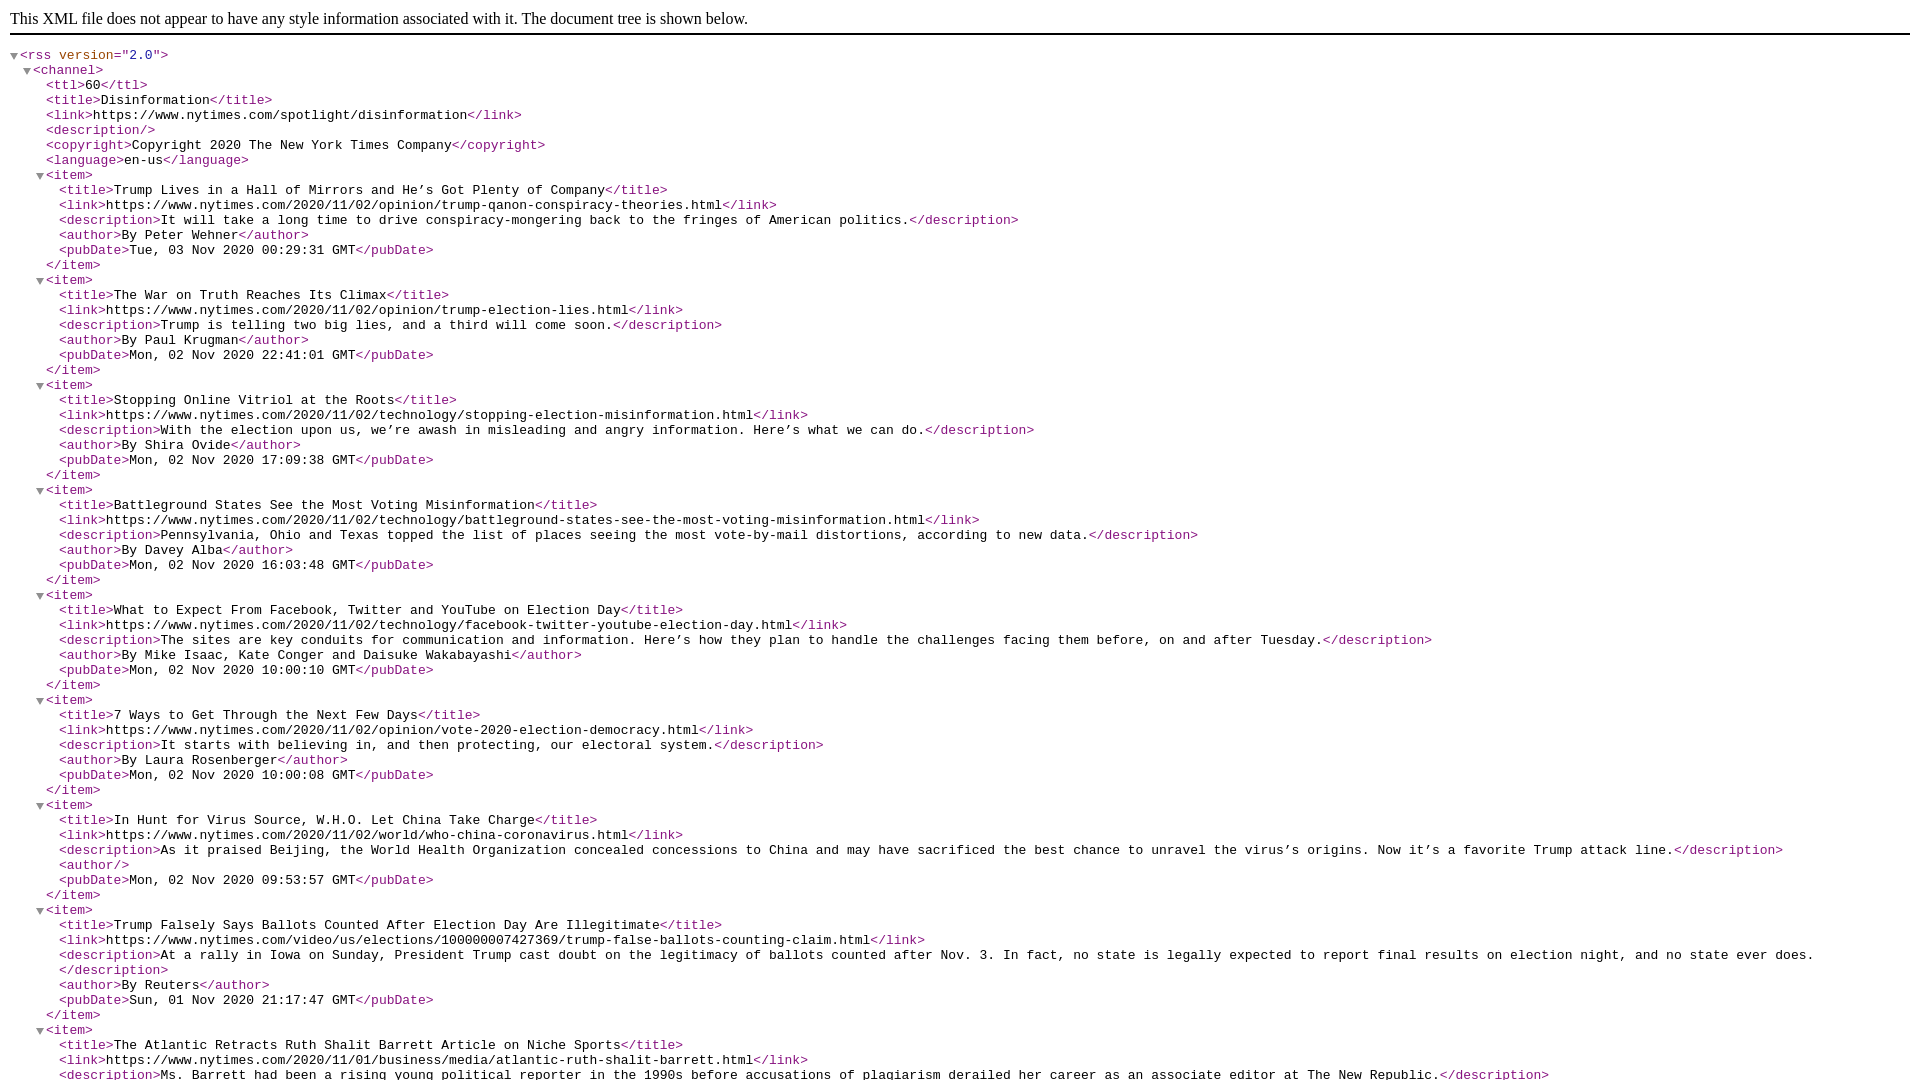 This XML file does not appear to have any style information associated with it. The document tree is shown below.
<rss version="2.0">
<channel>
<ttl>60</ttl>
<title>Disinformation</title>
<link>https://www.nytimes.com/spotlight/disinformation</link>
<description/>
<copyright>Copyright 2020 The New York Times Company</copyright>
<language>en-us</language>
<item>
<title>Trump Lives in a Hall of Mirrors and He’s Got Plenty of Company</title>
<link>https://www.nytimes.com/2020/11/02/opinion/trump-qanon-conspiracy-theories.html</link>
<description>It will take a long time to drive conspiracy-mongering back to the fringes of American politics.</description>
<author>By Peter Wehner</author>
<pubDate>Tue, 03 Nov 2020 00:29:31 GMT</pubDate>
</item>
<item>
<title>The War on Truth Reaches Its Climax</title>
<link>https://www.nytimes.com/2020/11/02/opinion/trump-election-lies.html</link>
<description>Trump is telling two big lies, and a third will come soon.</description>
<author>By Paul Krugman</author>
<pubDate>Mon, 02 Nov 2020 22:41:01 GMT</pubDate>
</item>
<item>
<title>Stopping Online Vitriol at the Roots</title>
<link>https://www.nytimes.com/2020/11/02/technology/stopping-election-misinformation.html</link>
<description>With the election upon us, we’re awash in misleading and angry information. Here’s what we can do.</description>
<author>By Shira Ovide</author>
<pubDate>Mon, 02 Nov 2020 17:09:38 GMT</pubDate>
</item>
<item>
<title>Battleground States See the Most Voting Misinformation</title>
<link>https://www.nytimes.com/2020/11/02/technology/battleground-states-see-the-most-voting-misinformation.html</link>
<description>Pennsylvania, Ohio and Texas topped the list of places seeing the most vote-by-mail distortions, according to new data.</description>
<author>By Davey Alba</author>
<pubDate>Mon, 02 Nov 2020 16:03:48 GMT</pubDate>
</item>
<item>
<title>What to Expect From Facebook, Twitter and YouTube on Election Day</title>
<link>https://www.nytimes.com/2020/11/02/technology/facebook-twitter-youtube-election-day.html</link>
<description>The sites are key conduits for communication and information. Here’s how they plan to handle the challenges facing them before, on and after Tuesday.</description>
<author>By Mike Isaac, Kate Conger and Daisuke Wakabayashi</author>
<pubDate>Mon, 02 Nov 2020 10:00:10 GMT</pubDate>
</item>
<item>
<title>7 Ways to Get Through the Next Few Days</title>
<link>https://www.nytimes.com/2020/11/02/opinion/vote-2020-election-democracy.html</link>
<description>It starts with believing in, and then protecting, our electoral system.</description>
<author>By Laura Rosenberger</author>
<pubDate>Mon, 02 Nov 2020 10:00:08 GMT</pubDate>
</item>
<item>
<title>In Hunt for Virus Source, W.H.O. Let China Take Charge</title>
<link>https://www.nytimes.com/2020/11/02/world/who-china-coronavirus.html</link>
<description>As it praised Beijing, the World Health Organization concealed concessions to China and may have sacrificed the best chance to unravel the virus’s origins. Now it’s a favorite Trump attack line.</description>
<author/>
<pubDate>Mon, 02 Nov 2020 09:53:57 GMT</pubDate>
</item>
<item>
<title>Trump Falsely Says Ballots Counted After Election Day Are Illegitimate</title>
<link>https://www.nytimes.com/video/us/elections/100000007427369/trump-false-ballots-counting-claim.html</link>
<description>At a rally in Iowa on Sunday, President Trump cast doubt on the legitimacy of ballots counted after Nov. 3. In fact, no state is legally expected to report final results on election night, and no state ever does.
</description>
<author>By Reuters</author>
<pubDate>Sun, 01 Nov 2020 21:17:47 GMT</pubDate>
</item>
<item>
<title>The Atlantic Retracts Ruth Shalit Barrett Article on Niche Sports</title>
<link>https://www.nytimes.com/2020/11/01/business/media/atlantic-ruth-shalit-barrett.html</link>
<description>Ms. Barrett had been a rising young political reporter in the 1990s before accusations of plagiarism derailed her career as an associate editor at The New Republic.</description>